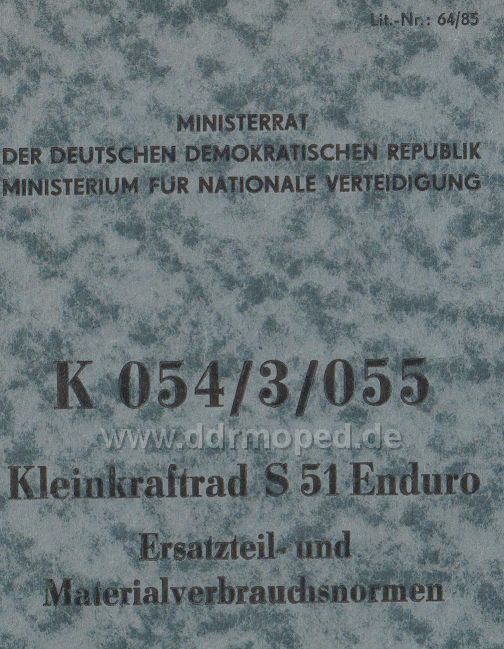 Lit.-Nr.: 64/85
MINISTERRAT
DER DEUTSCHEN DEMOKRATISCHEN REPUBLIK
MINISTERIUM FÜR NATIONALE VERTEIDIGUNG
K 054/3/055
www.ddrmoped.de
Kleinkraftrad S 51 Enduro
Ersatzteil- und
Materialverbrauchsnormen